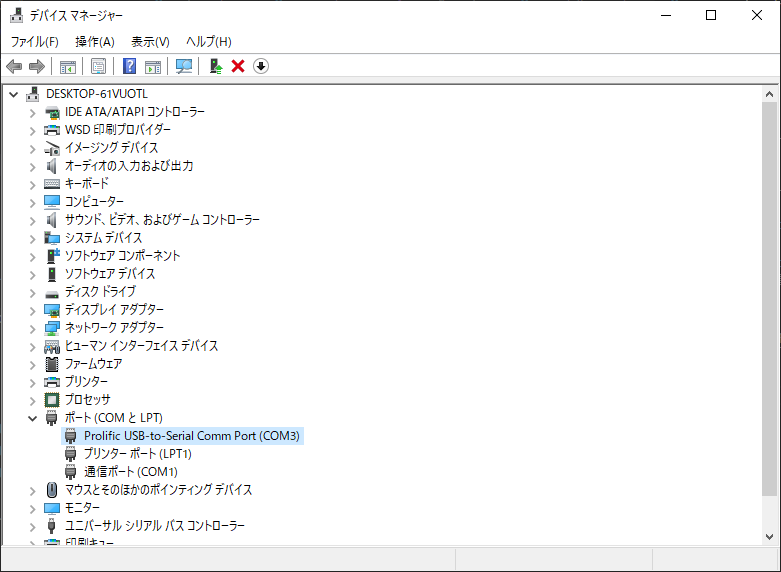 デバイス マネージャー
ファイル(F) 操作(A) 表示(V) ヘルプ(H)
DESKTOP-61VUOTL
IDE ATA/ATAPI コントローラー
WSD 印刷プロバイダー
イメージング デバイス
オーディオの入力および出力
キーボード
コンピューター
サウンド、ビデオ、およびゲーム コントローラー
システム デバイス
ソフトウェア コンポーネント
ソフトウェア デバイス
ディスク ドライブ
ディスプレイ アダプター
ネットワーク アダプター
ヒューマン インターフェイス デバイス
ファームウェア
プリンター
プロセッサ
ポート (COM と LPT)
Prolific USB-to-Serial Comm Port (COM3)
プリンター ポート (LPT1)
通信ポート (COM1)
マウスとそのほかのポインティング デバイス
モニター
ユニバーサル シリアル バス コントローラー
印刷キュー